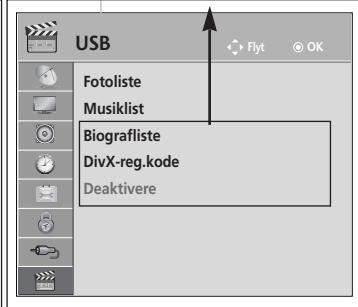 USB
Flyt OK
Fotoliste
Musiklist
Biografliste
DivX-reg.kode
Deaktivere